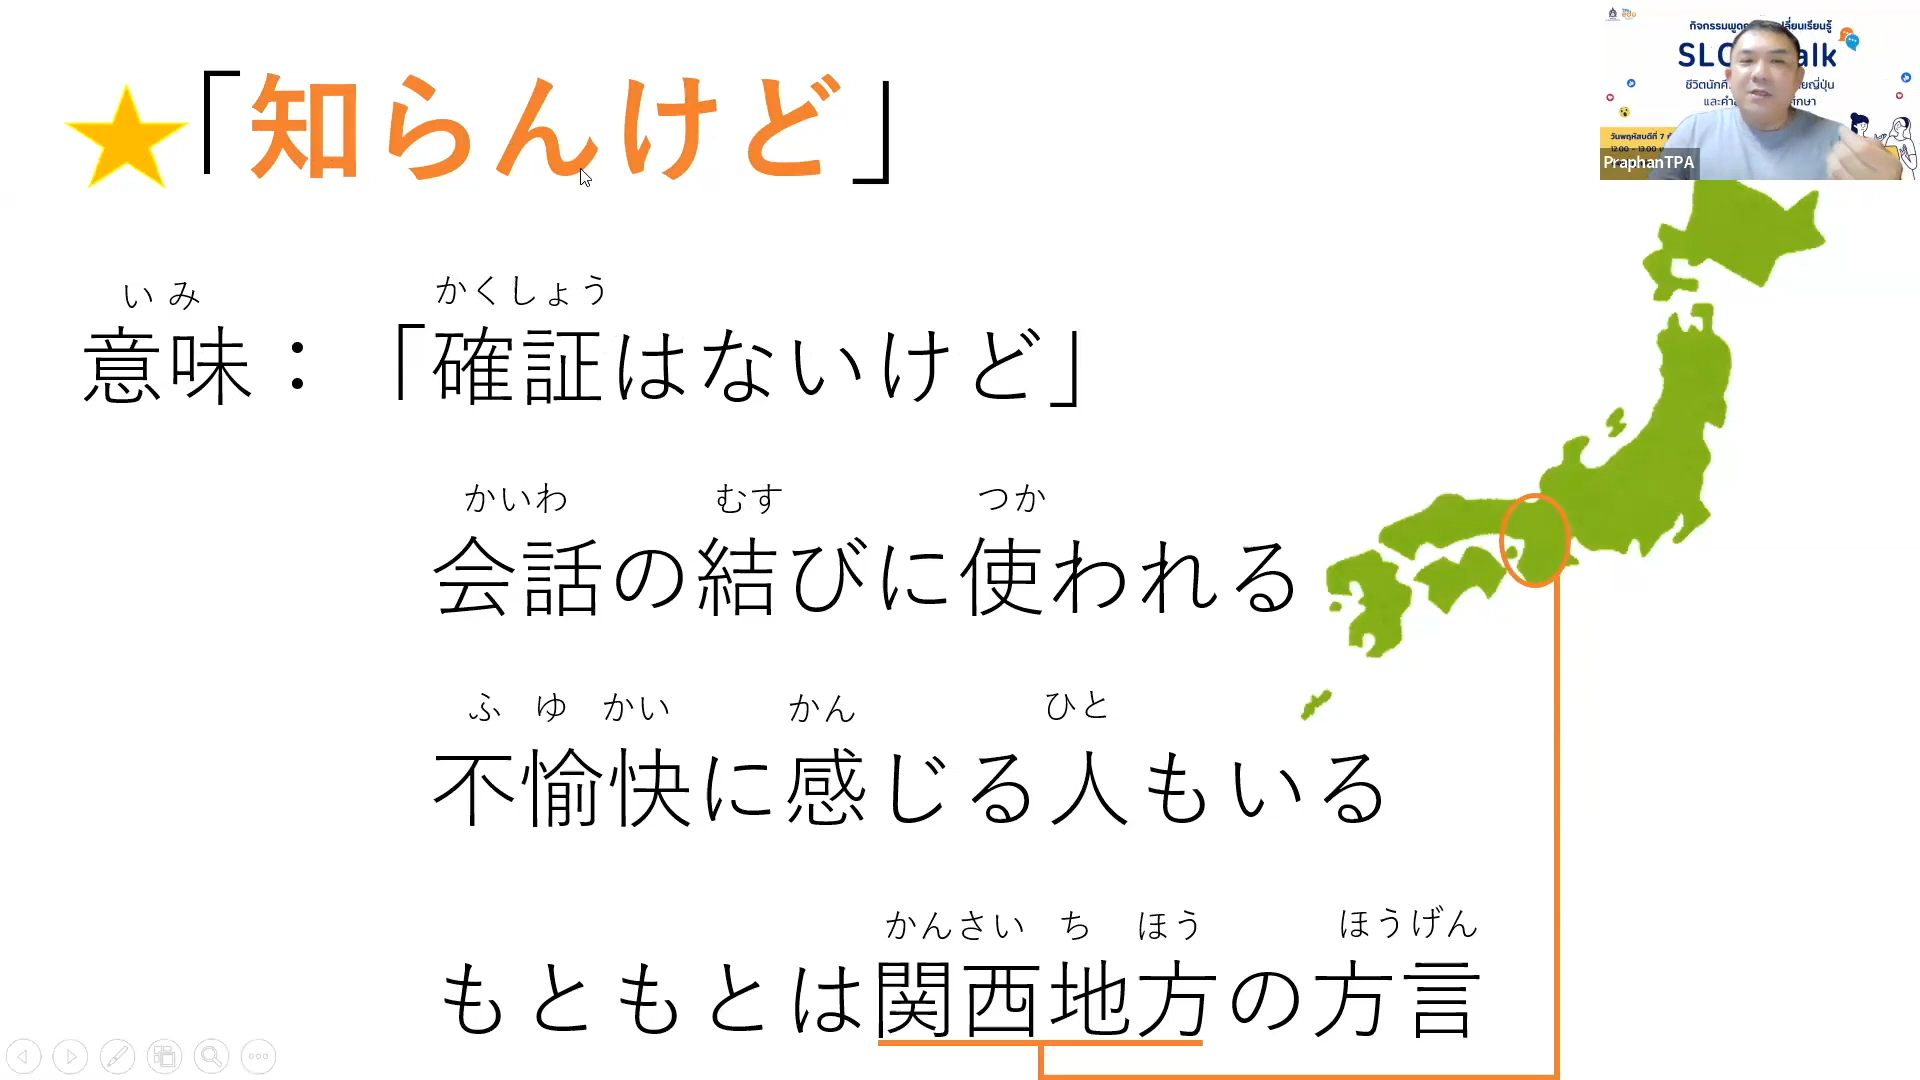 「知らんけど」
いみ かくしょう
意味：「確証はないけど」
かいわ むす つか
会話の結びに使われる
ふ ゆ かい かん ひと
不愉快に感じる人もいる
かんさい ち ほう ほうげん
もともとは関西地方の方言
PraphanTPA